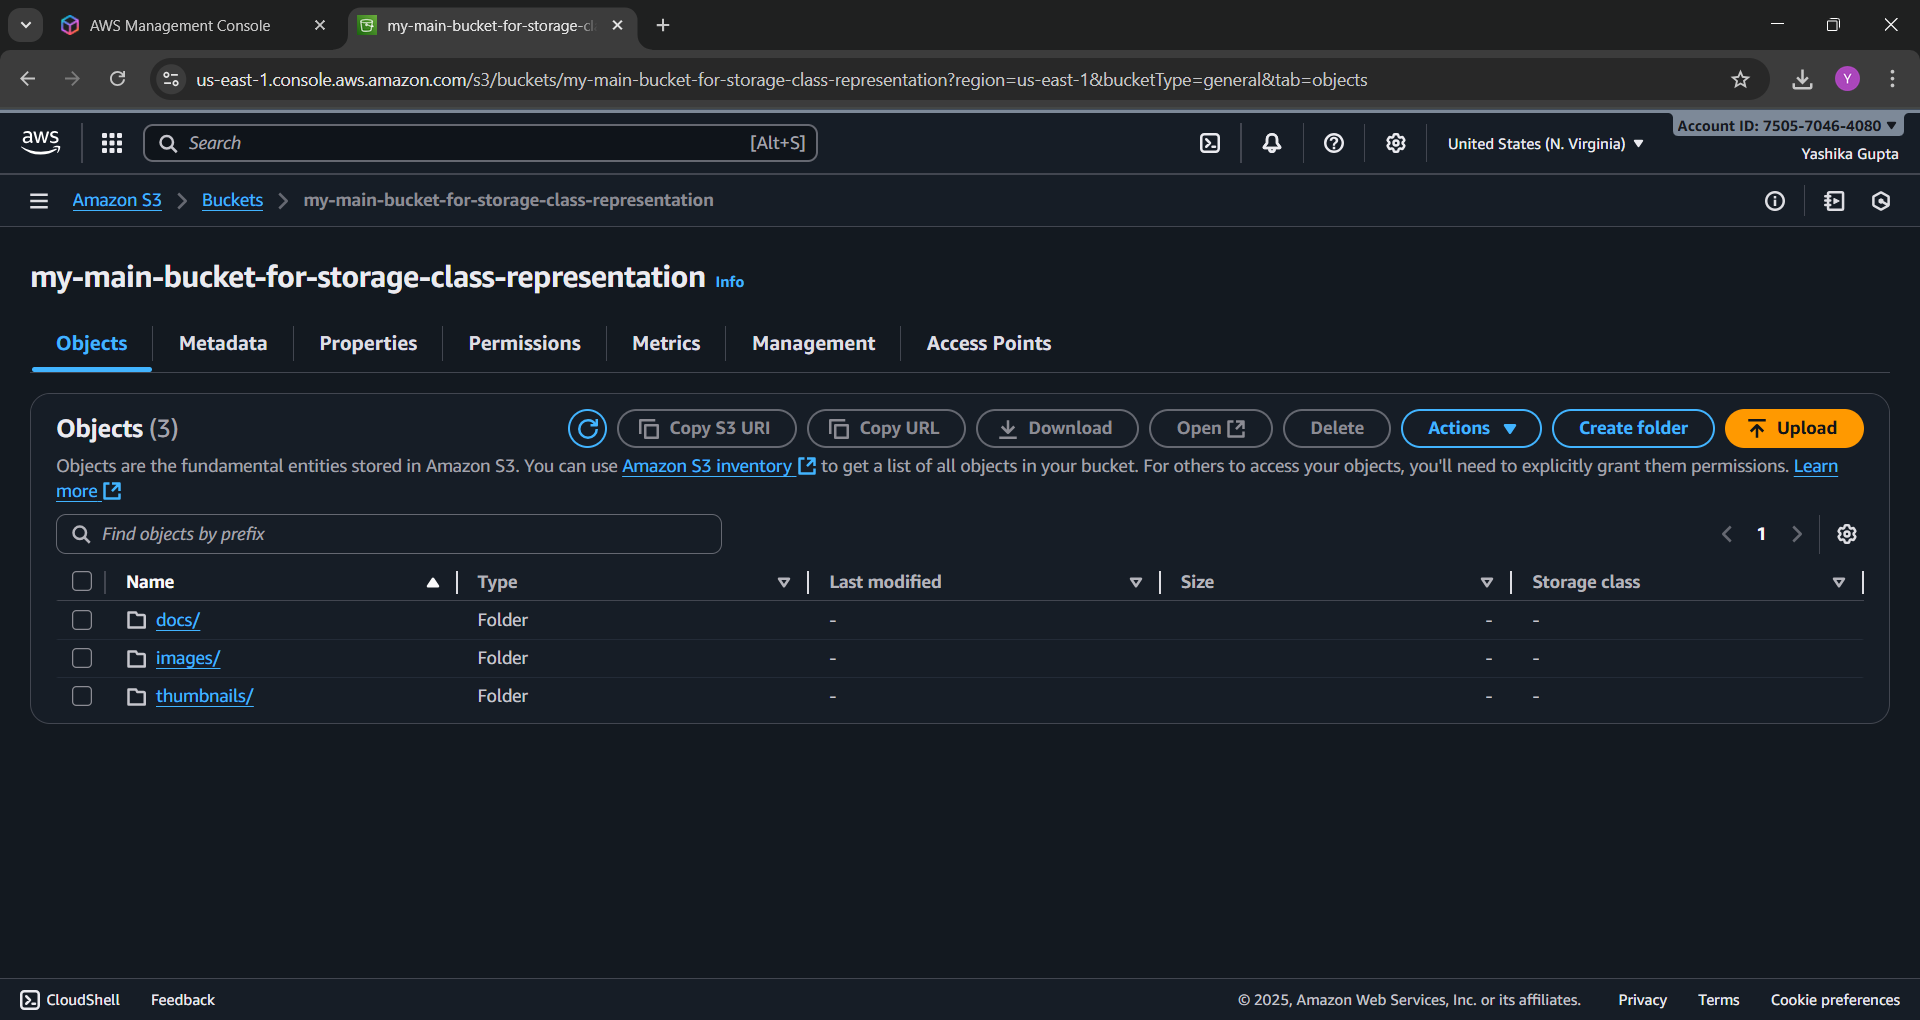 AWS Management Console
my-main-bucket-for-storage-cl
us-east-1.console.aws.amazon.com/s3/buckets/my-main-bucket-for-storage-class-representation?region=us-east-1&bucketType=general&tab=objects
Y
aws
Search
[Alt+S]
United States (N. Virginia)
Account ID: 7505-7046-4080
Yashika Gupta
Amazon S3 Buckets my-main-bucket-for-storage-class-representation
my-main-bucket-for-storage-class-representation Info
Objects Metadata Properties Permissions Metrics Management Access Points
Objects (3)
Copy S3 URI Copy URL Download Open Delete Actions Create folder Upload
Objects are the fundamental entities stored in Amazon S3. You can use Amazon S3 inventory to get a list of all objects in your bucket. For others to access your objects, you'll need to explicitly grant them permissions. Learn
more
Find objects by prefix
1
Name Type Last modified Size Storage class
docs/ Folder - - -
images/ Folder - - -
thumbnails/ Folder - - -
CloudShell Feedback © 2025, Amazon Web Services, Inc. or its affiliates. Privacy Terms Cookie preferences